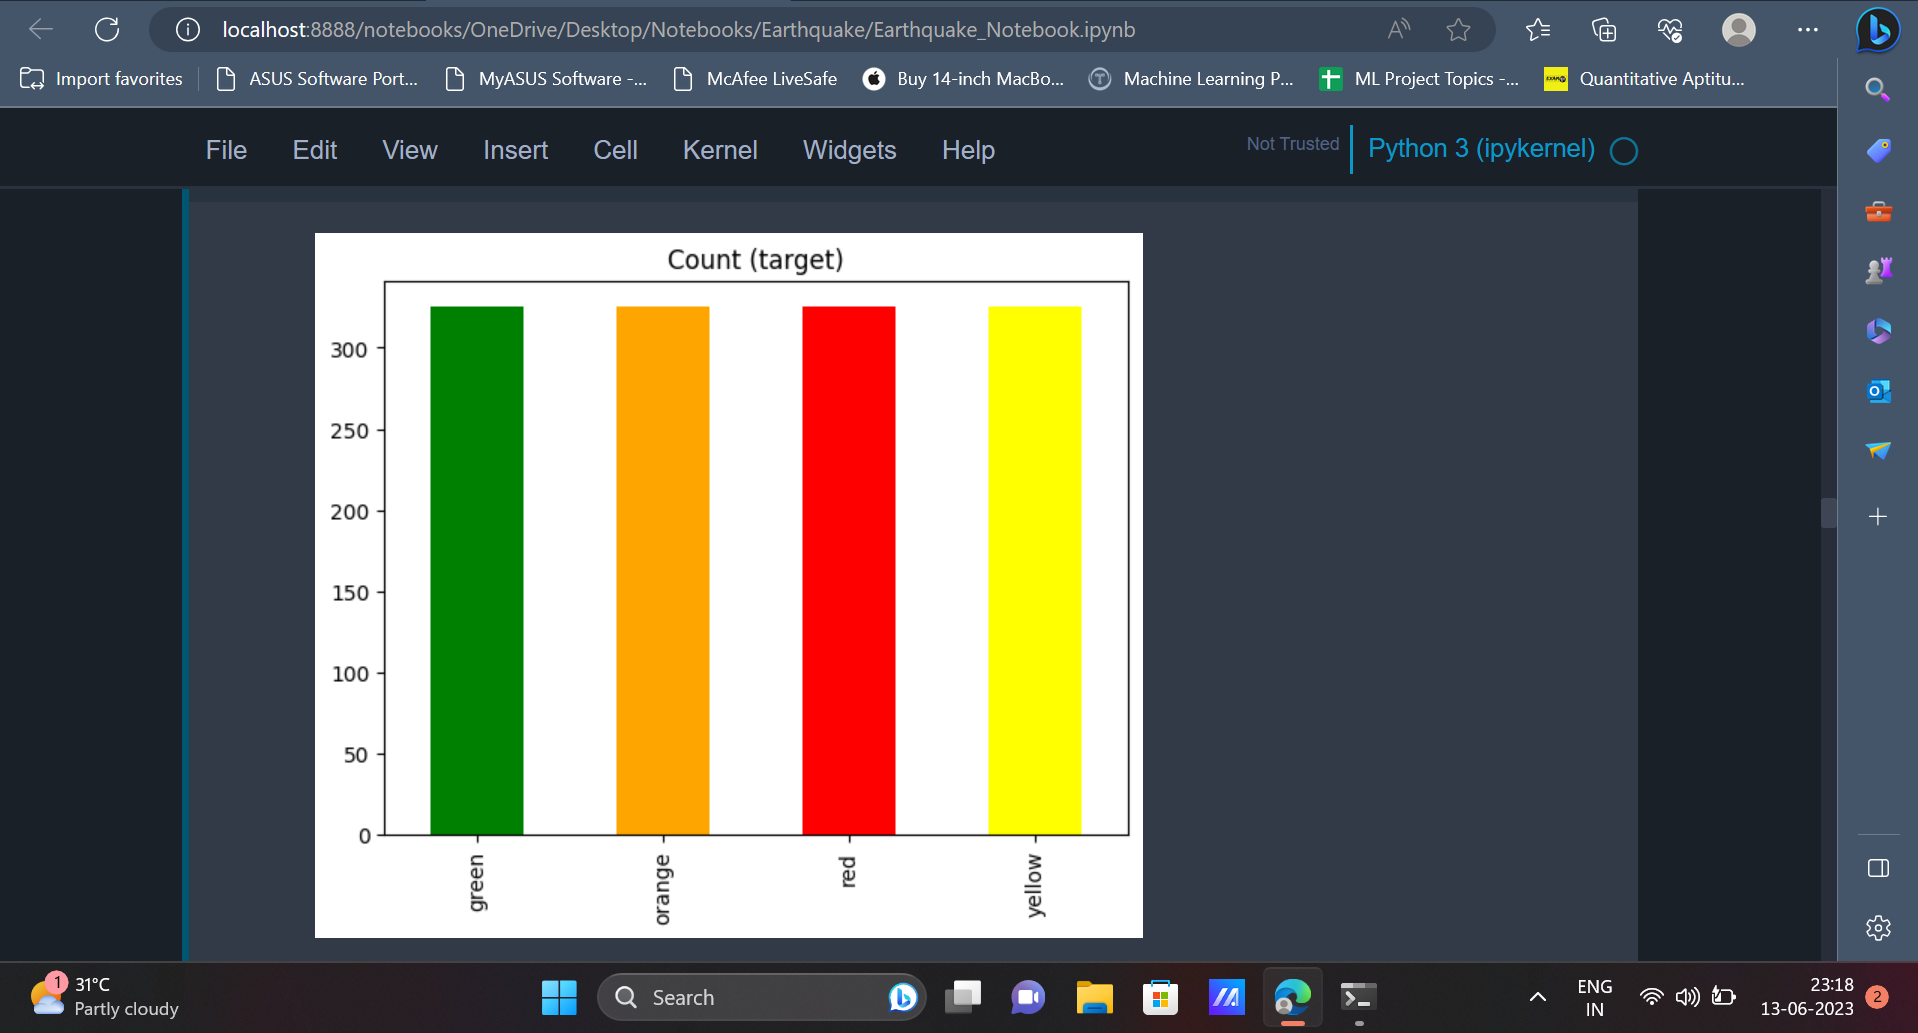 localhost:8888/notebooks/OneDrive/Desktop/Notebooks/Earthquake/Earthquake_Notebook.ipynb
Import favorites ASUS Software Port... MyASUS Software -... McAfee LiveSafe Buy 14-inch MacBo... Machine Learning P... ML Project Topics -... Quantitative Aptitu...
File Edit View Insert Cell Kernel Widgets Help Not Trusted Python 3 (ipykernel)
Count (target)
300
250
200
150
100
50
0
green orange red yellow
1 31°C
Partly cloudy
Search
ENG
IN
23:18
13-06-2023
2